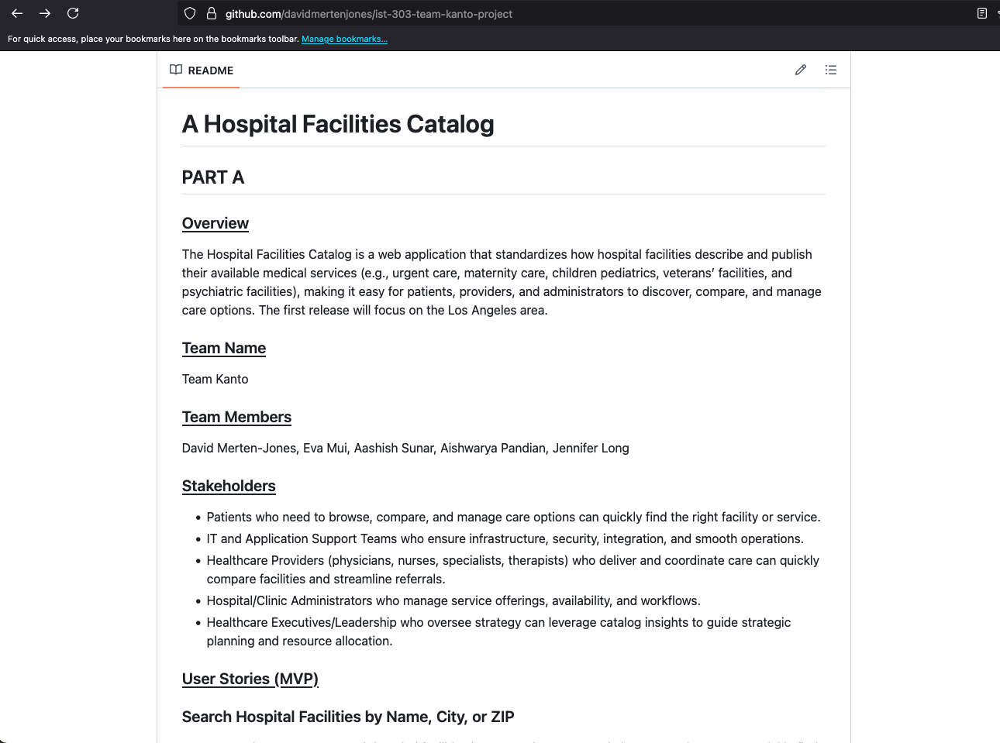 github.com/davidmertenjones/ist-303-team-kanto-project
For quick access, place your bookmarks here on the bookmarks toolbar. Manage bookmarks...
README
A Hospital Facilities Catalog
PART A
Overview
The Hospital Facilities Catalog is a web application that standardizes how hospital facilities describe and publish
their available medical services (e.g., urgent care, maternity care, children pediatrics, veterans’ facilities, and
psychiatric facilities), making it easy for patients, providers, and administrators to discover, compare, and manage
care options. The first release will focus on the Los Angeles area.
Team Name
Team Kanto
Team Members
David Merten-Jones, Eva Mui, Aashish Sunar, Aishwarya Pandian, Jennifer Long
Stakeholders
• Patients who need to browse, compare, and manage care options can quickly find the right facility or service.
• IT and Application Support Teams who ensure infrastructure, security, integration, and smooth operations.
• Healthcare Providers (physicians, nurses, specialists, therapists) who deliver and coordinate care can quickly
compare facilities and streamline referrals.
• Hospital/Clinic Administrators who manage service offerings, availability, and workflows.
• Healthcare Executives/Leadership who oversee strategy can leverage catalog insights to guide strategic
planning and resource allocation.
User Stories (MVP)
Search Hospital Facilities by Name, City, or ZIP